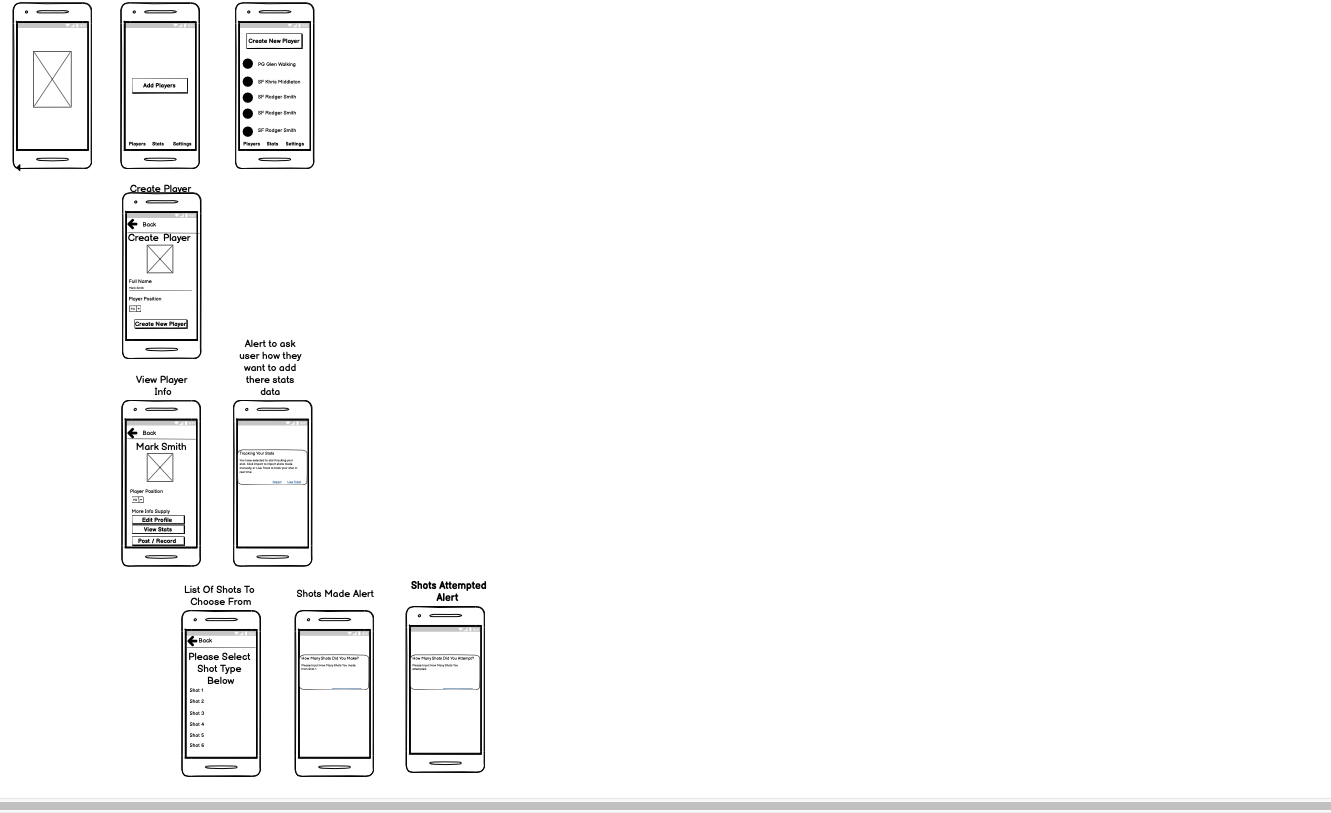 Add Players
Players Stats Settings
Create New Player
PG Glen Walking
SF Khris Middleton
SF Rodger Smith
SF Rodger Smith
SF Rodger Smith
Players Stats Settings
Create Player
Back
Create Player
Full Name
Mark Smith
Player Position
PG
Create New Player
View Player
Info
Back
Mark Smith
Player Position
PG
More Info Supply
Edit Profile
View Stats
Post / Record
Alert to ask
user how they
want to add
there stats
data
Tracking Your Stats
You have selected to start tracking your
shot. Click Import to import shots made
manualy or Live Track to track your shot in
real time.
Import Live Track
List Of Shots To
Choose From
Back
Please Select
Shot Type
Below
Shot 1
Shot 2
Shot 3
Shot 4
Shot 5
Shot 6
Shots Made Alert
How Many Shots Did You Make?
Please Input How Many Shots You made
from Shot 1
Shots Attempted
Alert
How Many Shots Did You Attempt?
Please Input How Many Shots You
attempted